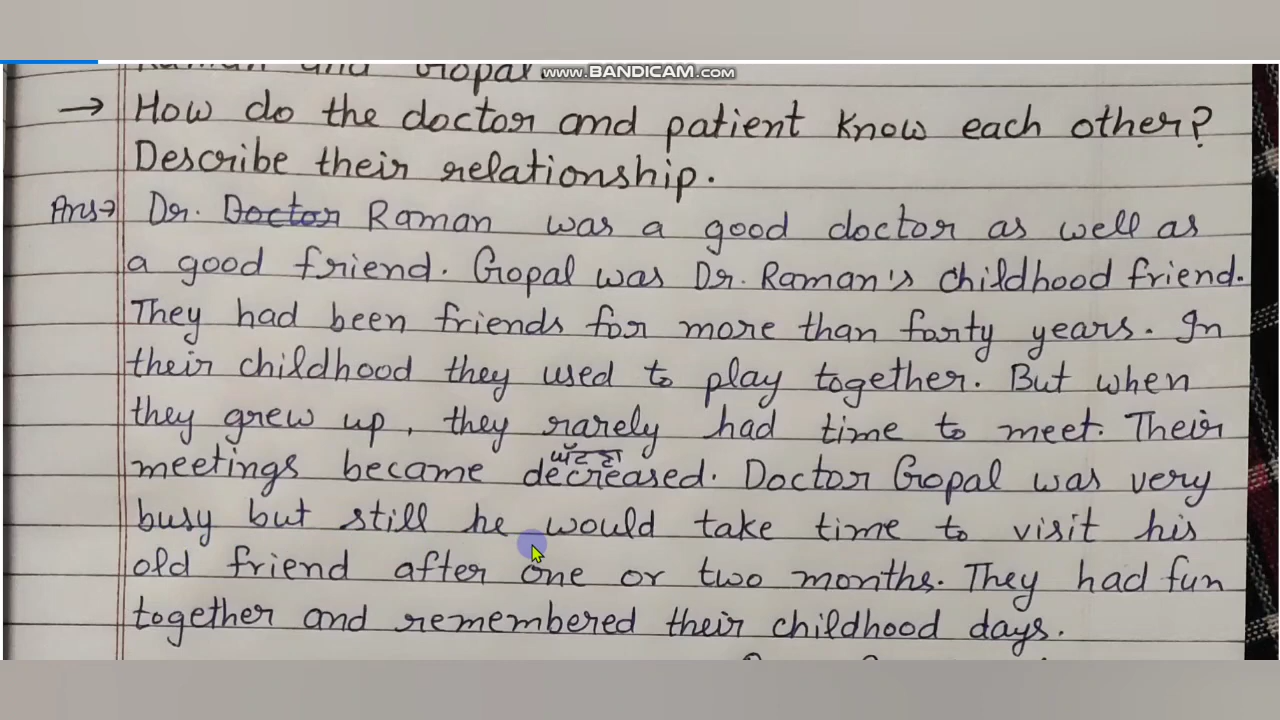 Raman and Gopal
www.BANDICAM.com
→ How do the doctor and patient know each other?
Describe their relationship.
Ans→ Dr. Doctor Raman was a good doctor as well as
a good friend. Gopal was Dr. Raman's childhood friend.
They had been friends for more than forty years. In
their childhood they used to play together. But when
they grew up, they rarely had time to meet. Their
meetings became decreased. Doctor Gopal was very
busy but still he would take time to visit his
old friend after one or two months. They had fun
together and remembered their childhood days.